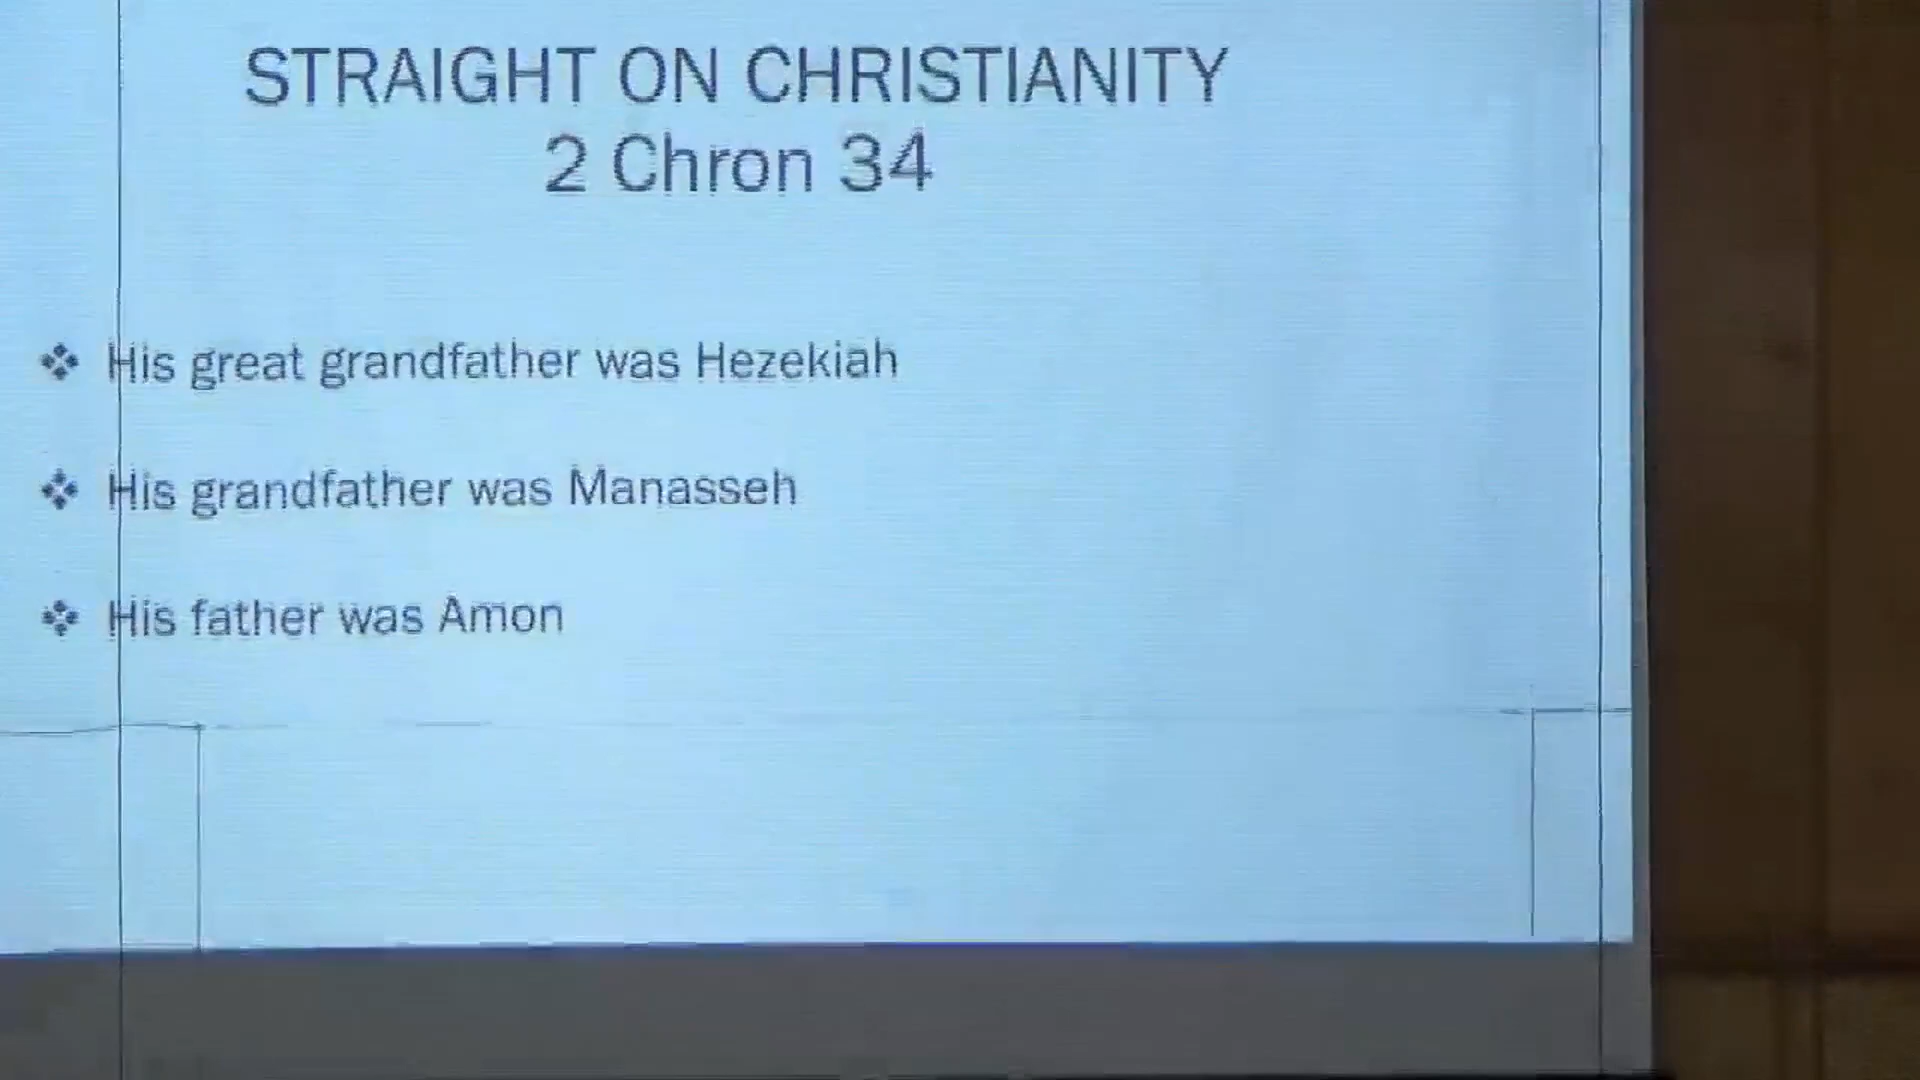 STRAIGHT ON CHRISTIANITY
2 Chron 34
His great grandfather was Hezekiah
His grandfather was Manasseh
His father was Amon